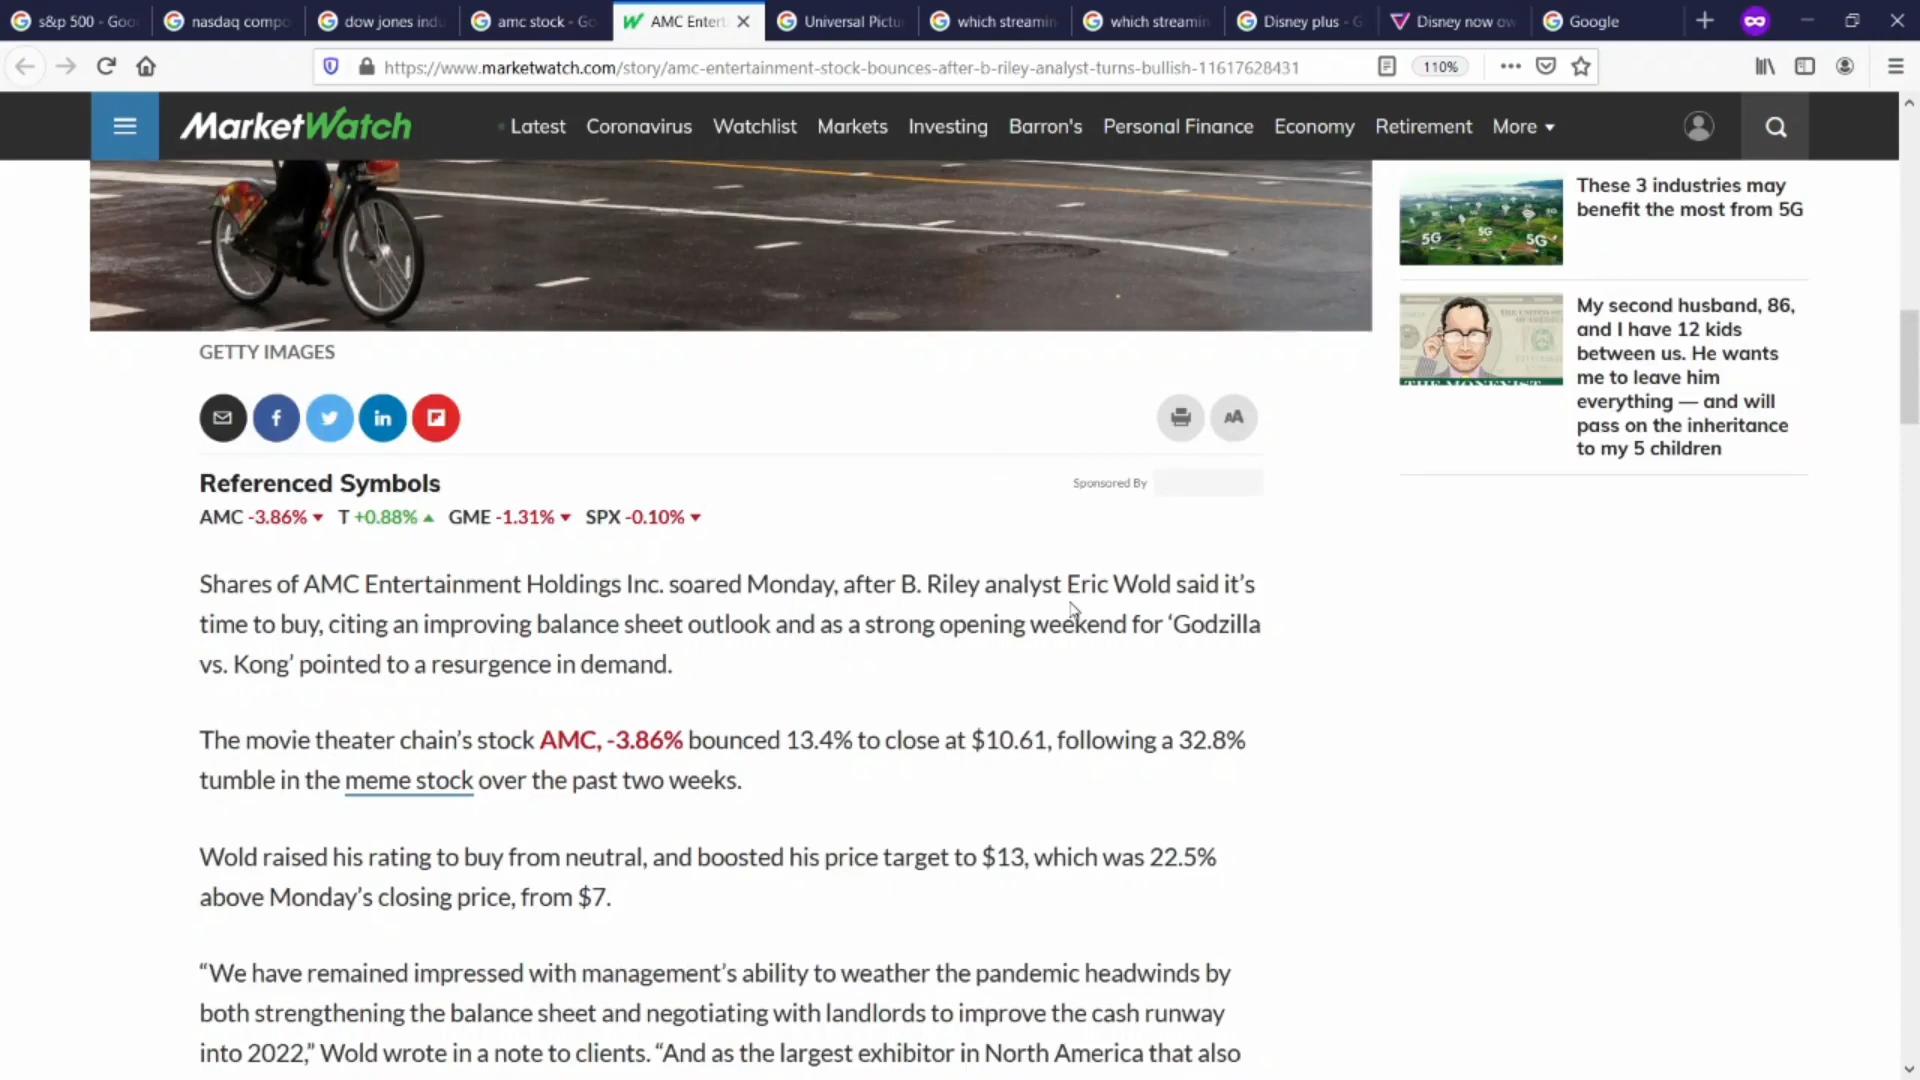 s&p 500 - Goo
nasdaq compo
dow jones indu
amc stock - Go
AMC Entert
Universal Pictu
which streamin
which streamin
Disney plus - G
Disney now ow
Google
https://www.marketwatch.com/story/amc-entertainment-stock-bounces-after-b-riley-analyst-turns-bullish-11617628431
110%
MarketWatch
Latest
Coronavirus
Watchlist
Markets
Investing
Barron's
Personal Finance
Economy
Retirement
More
5G
5G
5G
These 3 industries may
benefit the most from 5G
THE MONEYIST
My second husband, 86,
and I have 12 kids
between us. He wants
me to leave him
everything — and will
pass on the inheritance
to my 5 children
GETTY IMAGES
AA
Referenced Symbols
Sponsored By
AMC -3.86% T +0.88% GME -1.31% SPX -0.10%
Shares of AMC Entertainment Holdings Inc. soared Monday, after B. Riley analyst Eric Wold said it’s
time to buy, citing an improving balance sheet outlook and as a strong opening weekend for ‘Godzilla
vs. Kong’ pointed to a resurgence in demand.
The movie theater chain’s stock AMC, -3.86% bounced 13.4% to close at $10.61, following a 32.8%
tumble in the meme stock over the past two weeks.
Wold raised his rating to buy from neutral, and boosted his price target to $13, which was 22.5%
above Monday’s closing price, from $7.
“We have remained impressed with management’s ability to weather the pandemic headwinds by
both strengthening the balance sheet and negotiating with landlords to improve the cash runway
into 2022,” Wold wrote in a note to clients. “And as the largest exhibitor in North America that also